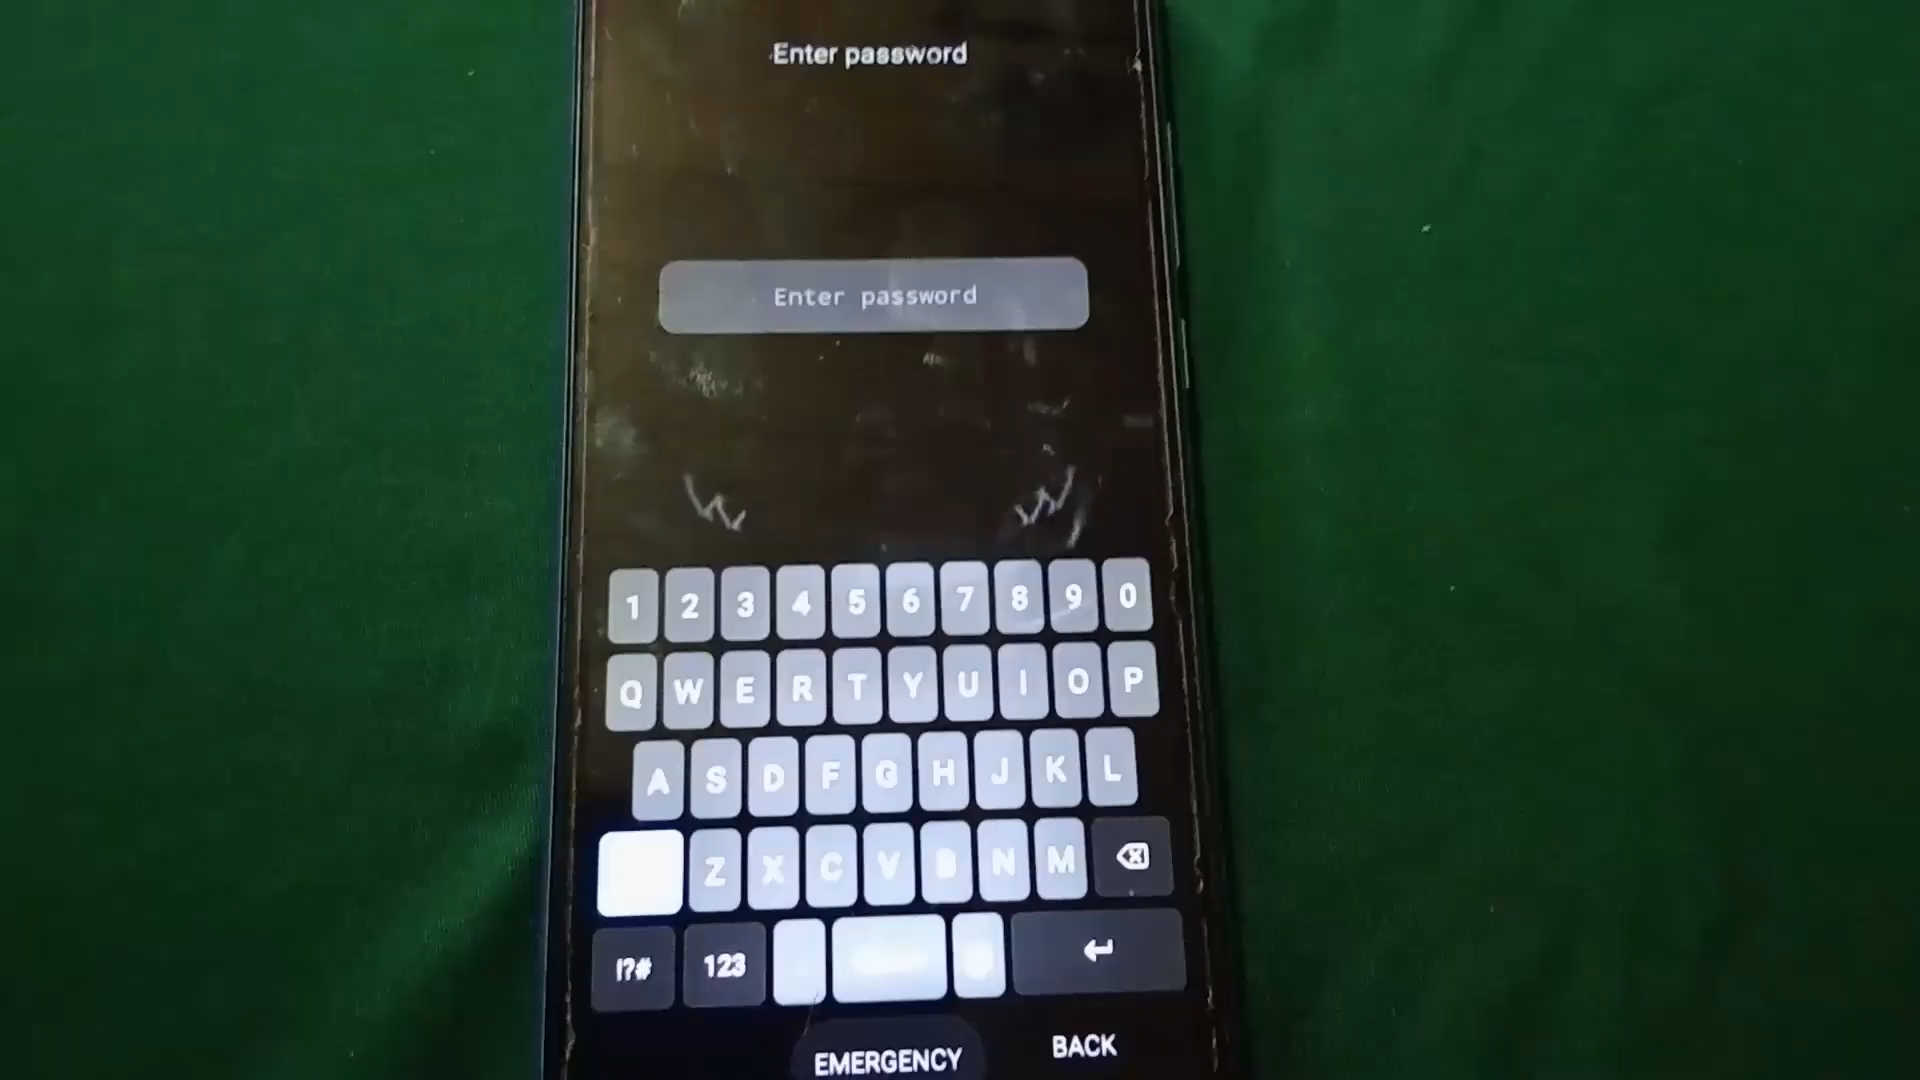 Enter password
Enter password
1 2 3 4 5 6 7 8 9 0
Q W E R T Y U I O P
A S D F G H J K L
Z X C V B N M
!?# 123
EMERGENCY BACK